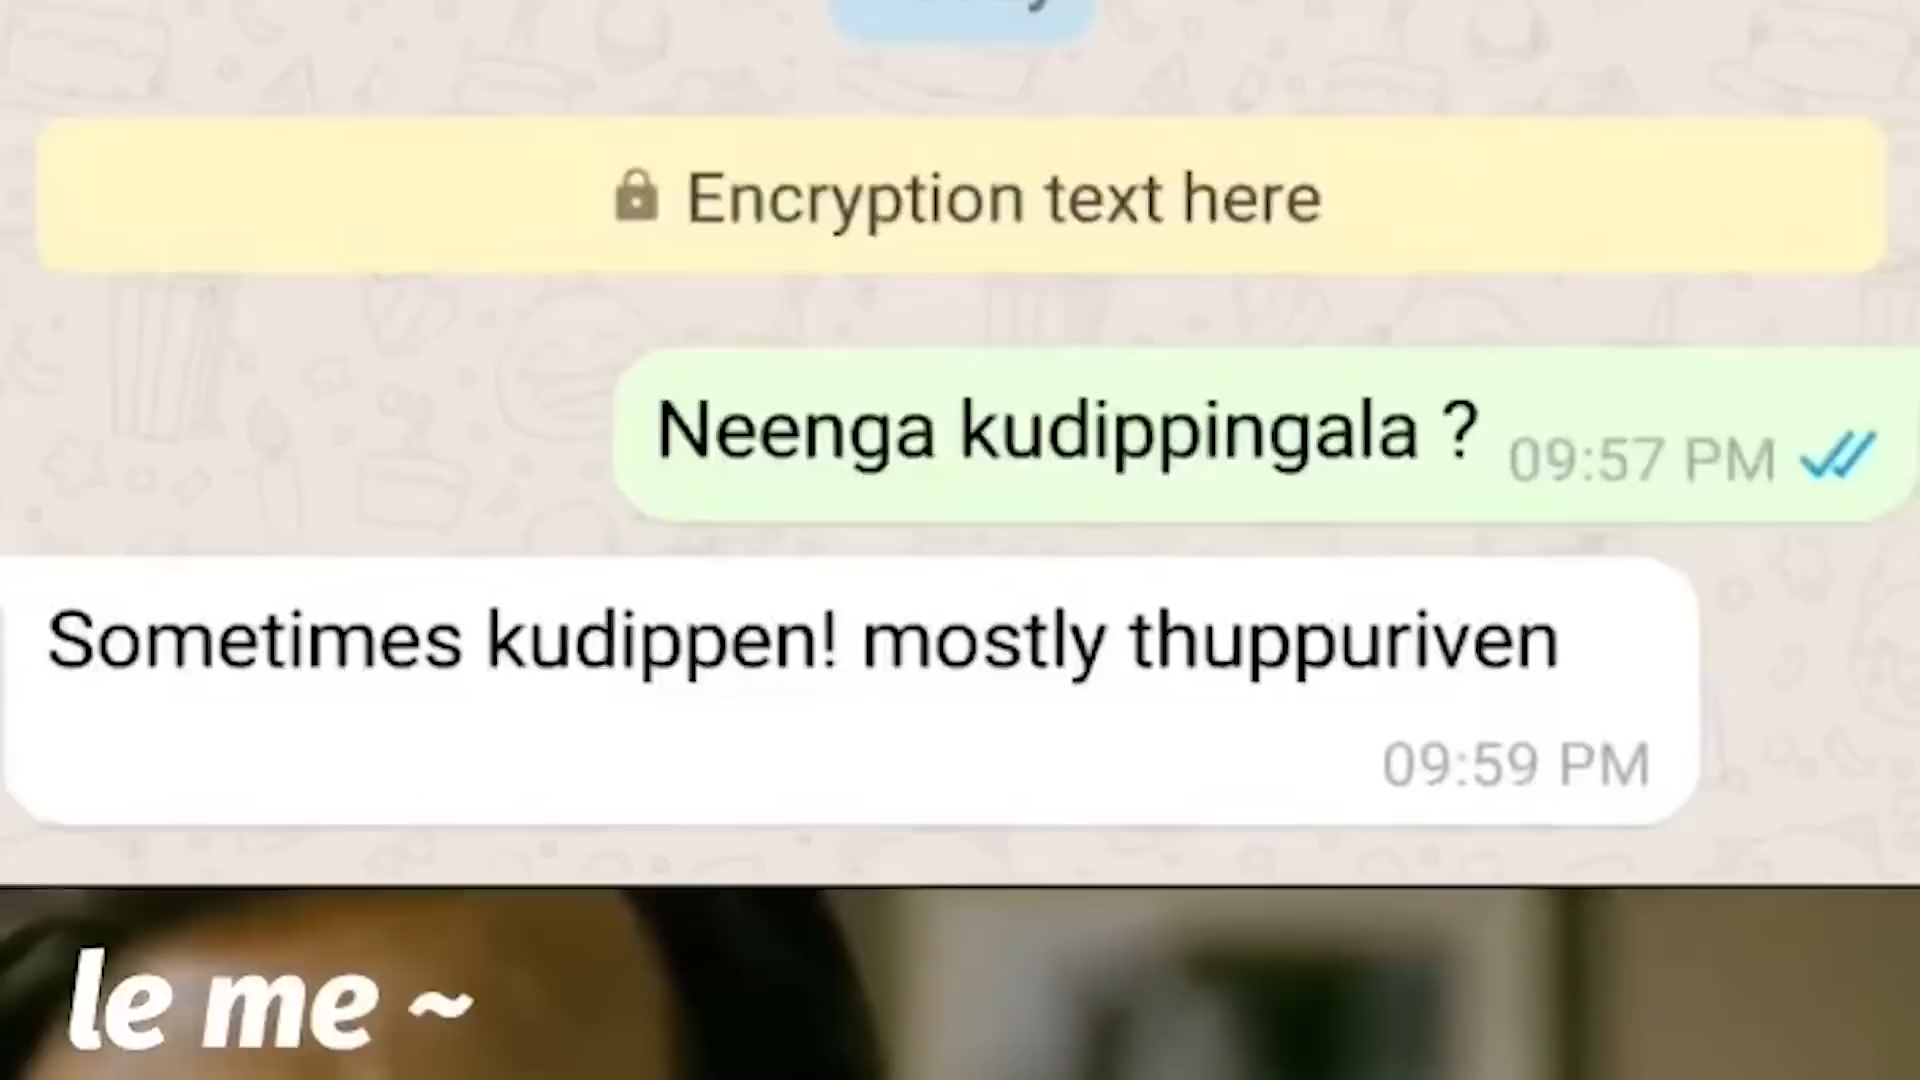 Encryption text here
Neenga kudippingala ? 09:57 PM
Sometimes kudippen! mostly thuppuriven
09:59 PM
le me ~